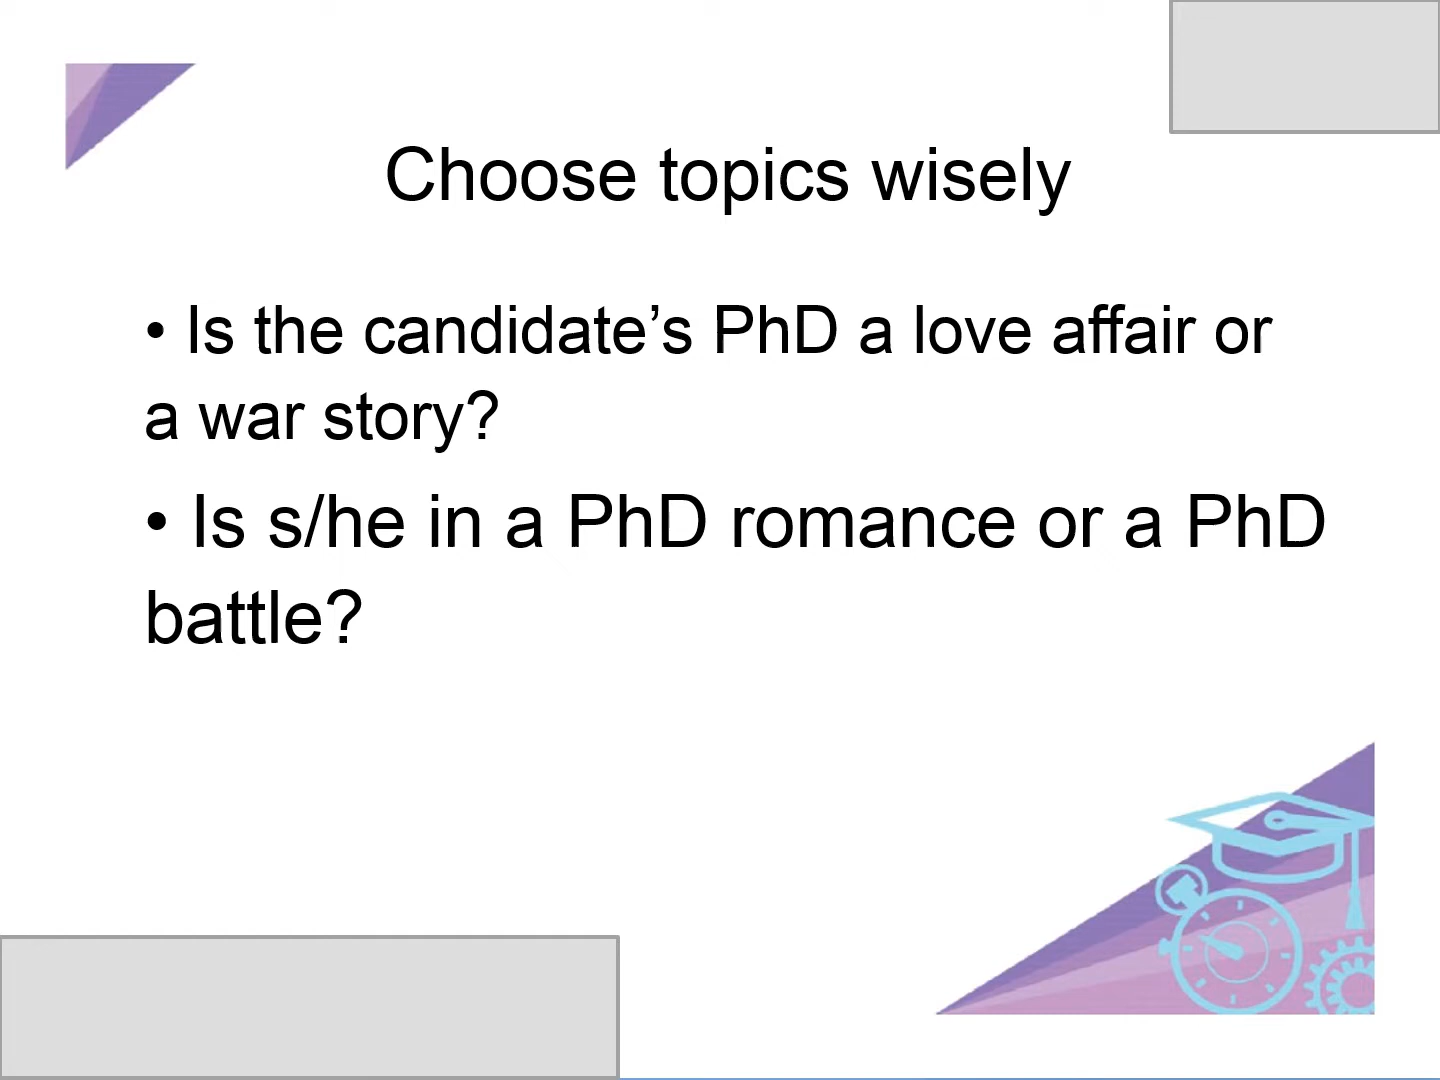 Choose topics wisely
• Is the candidate’s PhD a love affair or
a war story?
• Is s/he in a PhD romance or a PhD
battle?